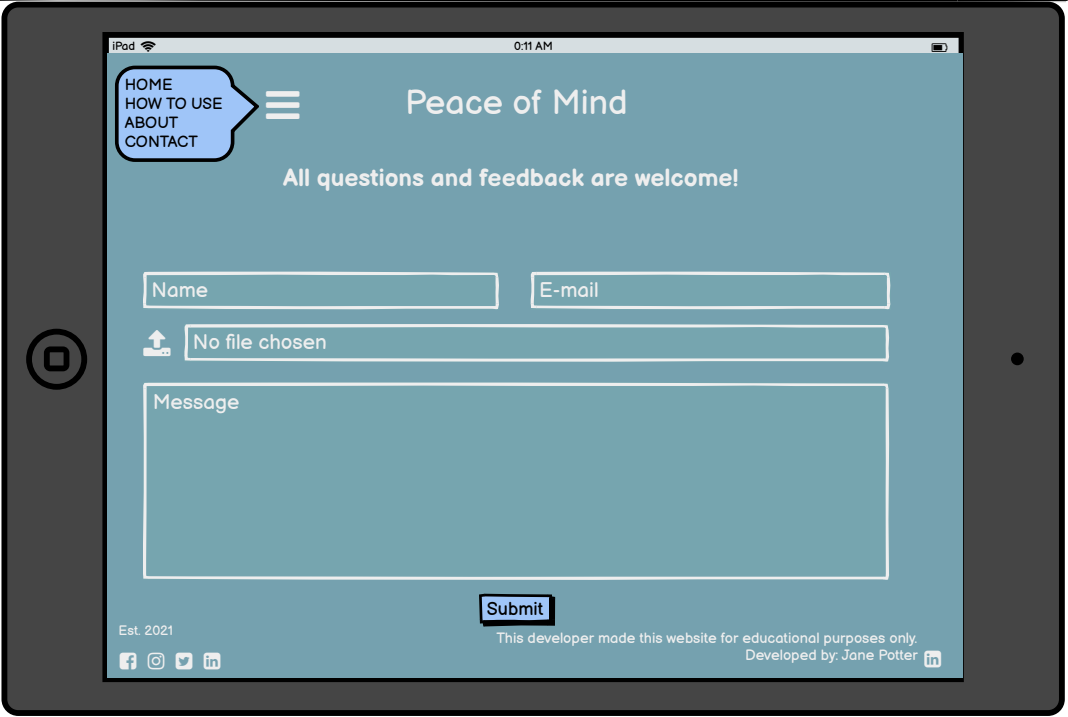 iPad
0:11 AM
HOME
HOW TO USE
ABOUT
CONTACT
Peace of Mind
All questions and feedback are welcome!
Name
E-mail
No file chosen
Message
Submit
Est. 2021
This developer made this website for educational purposes only.
Developed by: Jane Potter